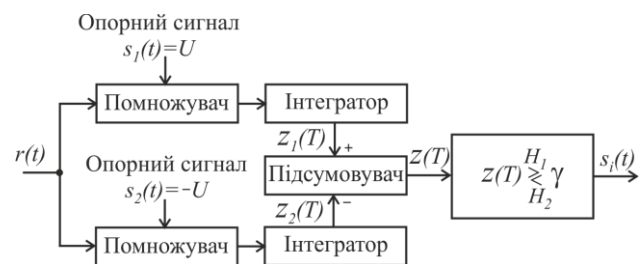 Опорний сигнал
s₁(t)=U
Помножувач
Інтегратор
z₁(T)
+
r(t)
Опорний сигнал
s₂(t)=-U
Підсумовувач
z(T)
z(T) ≷ γ
H₁
H₂
sᵢ(t)
z₂(T)
−
Помножувач
Інтегратор